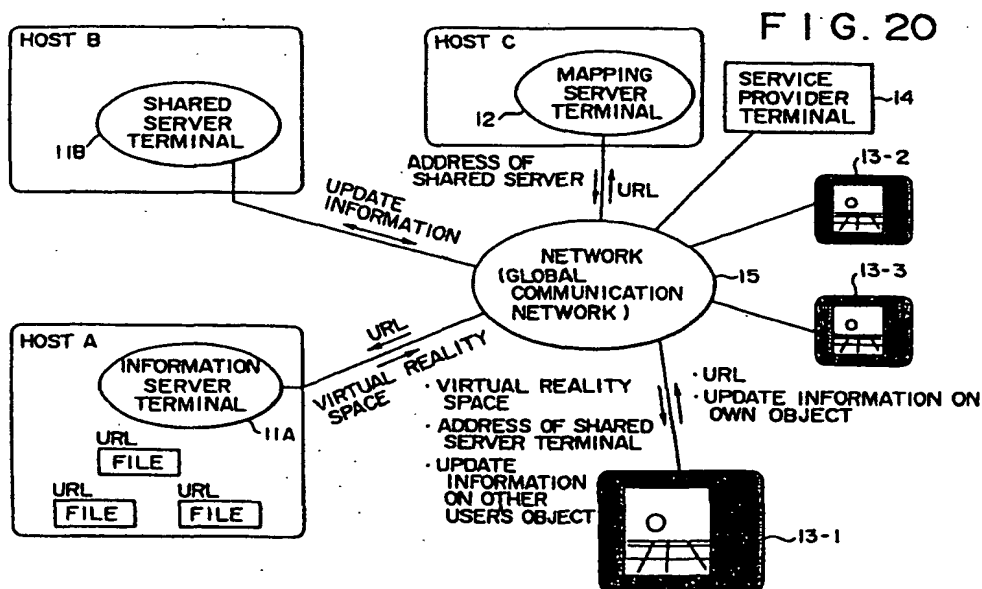 FIG. 20
HOST B
SHARED
SERVER
TERMINAL
11B
HOST C
MAPPING
SERVER
TERMINAL
12
SERVICE
PROVIDER
TERMINAL
14
ADDRESS OF
SHARED SERVER
URL
13-2
UPDATE
INFORMATION
NETWORK
(GLOBAL
COMMUNICATION
NETWORK)
15
13-3
HOST A
INFORMATION
SERVER
TERMINAL
11A
URL
FILE
URL
FILE
URL
FILE
URL
VIRTUAL REALITY
SPACE
· VIRTUAL REALITY
SPACE
· ADDRESS OF SHARED
SERVER TERMINAL
· UPDATE
INFORMATION
ON OTHER
USER'S OBJECT
· URL
· UPDATE INFORMATION ON
OWN OBJECT
13-1